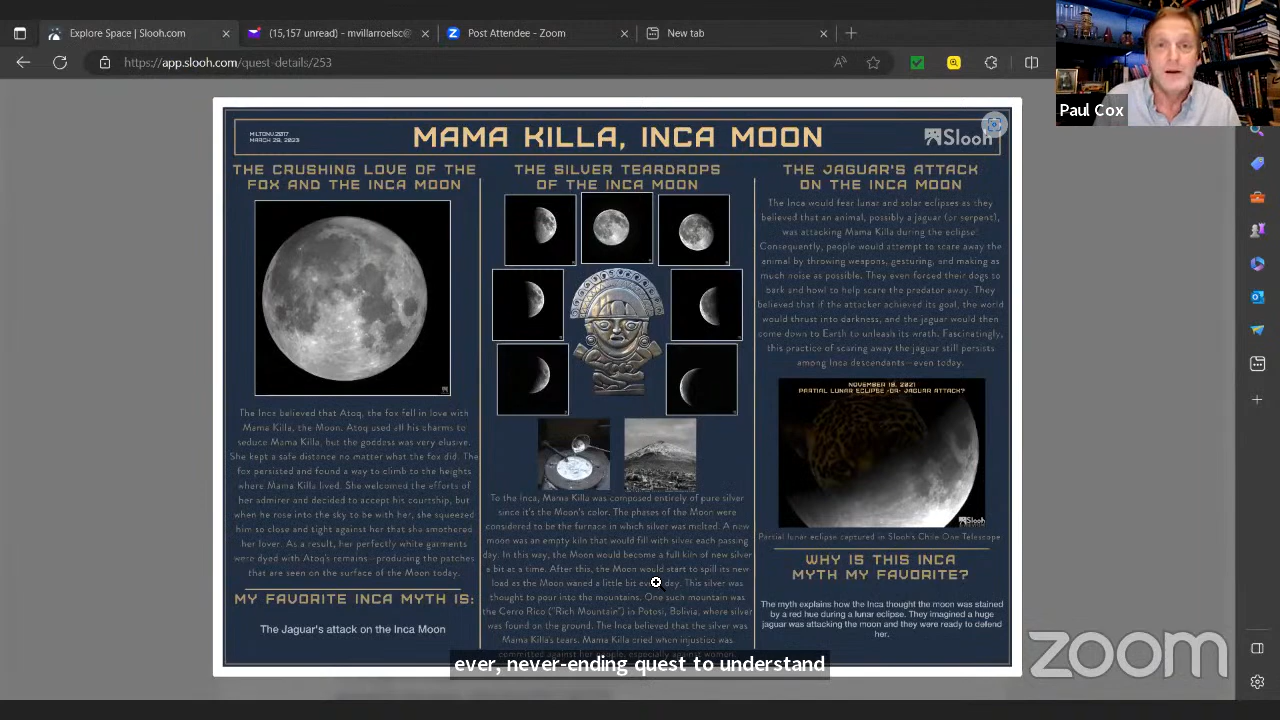 Explore Space | Slooh.com
(15,157 unread) - mvillarroelsc@
Post Attendee - Zoom
New tab
https://app.slooh.com/quest-details/253
Paul Cox
MILTONU.2017
MARCH 28, 2023
MAMA KILLA, INCA MOON
Slooh
THE CRUSHING LOVE OF THE
FOX AND THE INCA MOON
The Inca believed that Atoq, the fox fell in love with
Mama Killa, the Moon. Atoq used all his charms to
seduce Mama Killa, but the goddess was very elusive.
She kept a safe distance no matter what the fox did. The
fox persisted and found a way to climb to the heights
where Mama Killa lived. She welcomed the efforts of
her admirer and decided to accept his courtship, but
when he rose into the sky to be with her, she squeezed
him so close and tight against her that she smothered
her lover. As a result, her perfectly white garments
were dyed with Atoq's remains—producing the patches
that are seen on the surface of the Moon today.
MY FAVORITE INCA MYTH IS:
The Jaguar's attack on the Inca Moon
THE SILVER TEARDROPS
OF THE INCA MOON
To the Inca, Mama Killa was composed entirely of pure silver
since it's the Moon's color. The phases of the Moon were
considered to be the furnace in which silver was melted. A new
moon was an empty kiln that would fill with silver each passing
day. In this way, the Moon would become a full kiln of new silver
a bit at a time. After this, the Moon would start to spill its new
load as the Moon waned a little bit every day. This silver was
thought to pour into the mountains. One such mountain was
the Cerro Rico ("Rich Mountain") in Potosi, Bolivia, where silver
was found on the ground. The Inca believed that the silver was
Mama Killa's tears. Mama Killa cried when injustice was
committed against her people, especially against women.
THE JAGUAR'S ATTACK
ON THE INCA MOON
The Inca would fear lunar and solar eclipses as they
believed that an animal, possibly a jaguar (or serpent),
was attacking Mama Killa during the eclipse!
Consequently, people would attempt to scare away the
animal by throwing weapons, gesturing, and making as
much noise as possible. They even forced their dogs to
bark and howl to help scare the predator away. They
believed that if the attacker achieved its goal, the world
would thrust into darkness, and the jaguar would then
come down to Earth to unleash its wrath. Fascinatingly,
this practice of scaring away the jaguar still persists
among Inca descendants—even today.
NOVEMBER 18, 2021
PARTIAL LUNAR ECLIPSE -OR- JAGUAR ATTACK?
Slooh
Partial lunar eclipse captured in Slooh's Chile One Telescope
WHY IS THIS INCA
MYTH MY FAVORITE?
The myth explains how the Inca thought the moon was stained
by a red hue during a lunar eclipse. They imagined a huge
jaguar was attacking the moon and they were ready to defend
her.
ever, never-ending quest to understand
zoom